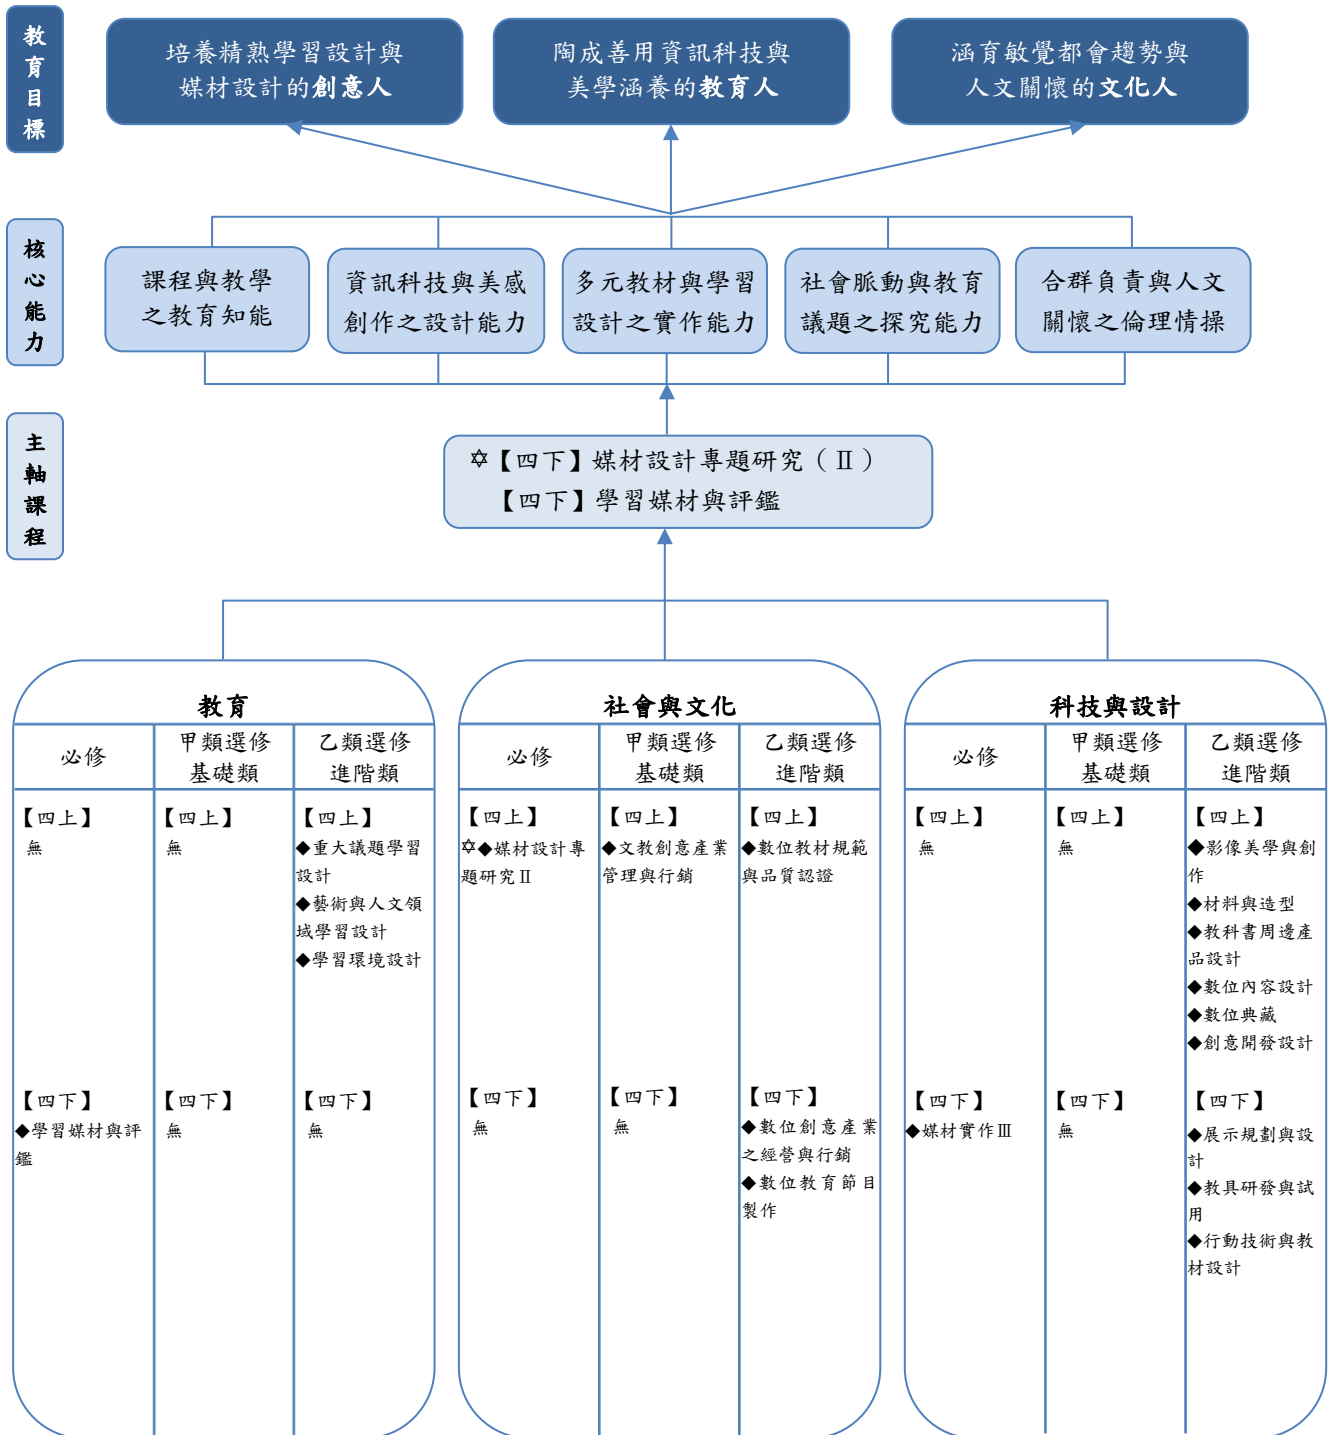 教育目標
培養精熟學習設計與
媒材設計的創意人
陶成善用資訊科技與
美學涵養的教育人
涵育敏覺都會趨勢與
人文關懷的文化人
核心能力
課程與教學
之教育知能
資訊科技與美感
創作之設計能力
多元教材與學習
設計之實作能力
社會脈動與教育
議題之探究能力
合群負責與人文
關懷之倫理情操
主軸課程
✡【四下】媒材設計專題研究（Ⅱ）
【四下】學習媒材與評鑑
教育
必修
甲類選修
基礎類
乙類選修
進階類
【四上】
無
【四上】
無
【四上】
◆重大議題學習
設計
◆藝術與人文領
域學習設計
◆學習環境設計
【四下】
◆學習媒材與評
鑑
【四下】
無
【四下】
無
社會與文化
必修
甲類選修
基礎類
乙類選修
進階類
【四上】
✡◆媒材設計專
題研究Ⅱ
【四上】
◆文教創意產業
管理與行銷
【四上】
◆數位教材規範
與品質認證
【四下】
無
【四下】
無
【四下】
◆數位創意產業
之經營與行銷
◆數位教育節目
製作
科技與設計
必修
甲類選修
基礎類
乙類選修
進階類
【四上】
無
【四上】
無
【四上】
◆影像美學與創
作
◆材料與造型
◆教科書周邊產
品設計
◆數位內容設計
◆數位典藏
◆創意開發設計
【四下】
◆媒材實作Ⅲ
【四下】
無
【四下】
◆展示規劃與設
計
◆教具研發與試
用
◆行動技術與教
材設計